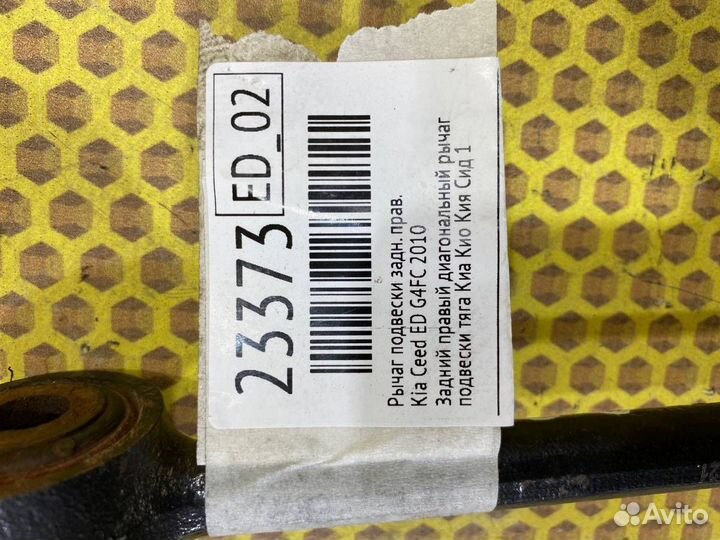 23373 ED_02
Рычаг подвески задн. прав.
Kia Ceed ED G4FC 2010
Задний правый диагональный рычаг
подвески тяга Киа Кио Кия Сид 1
Avito